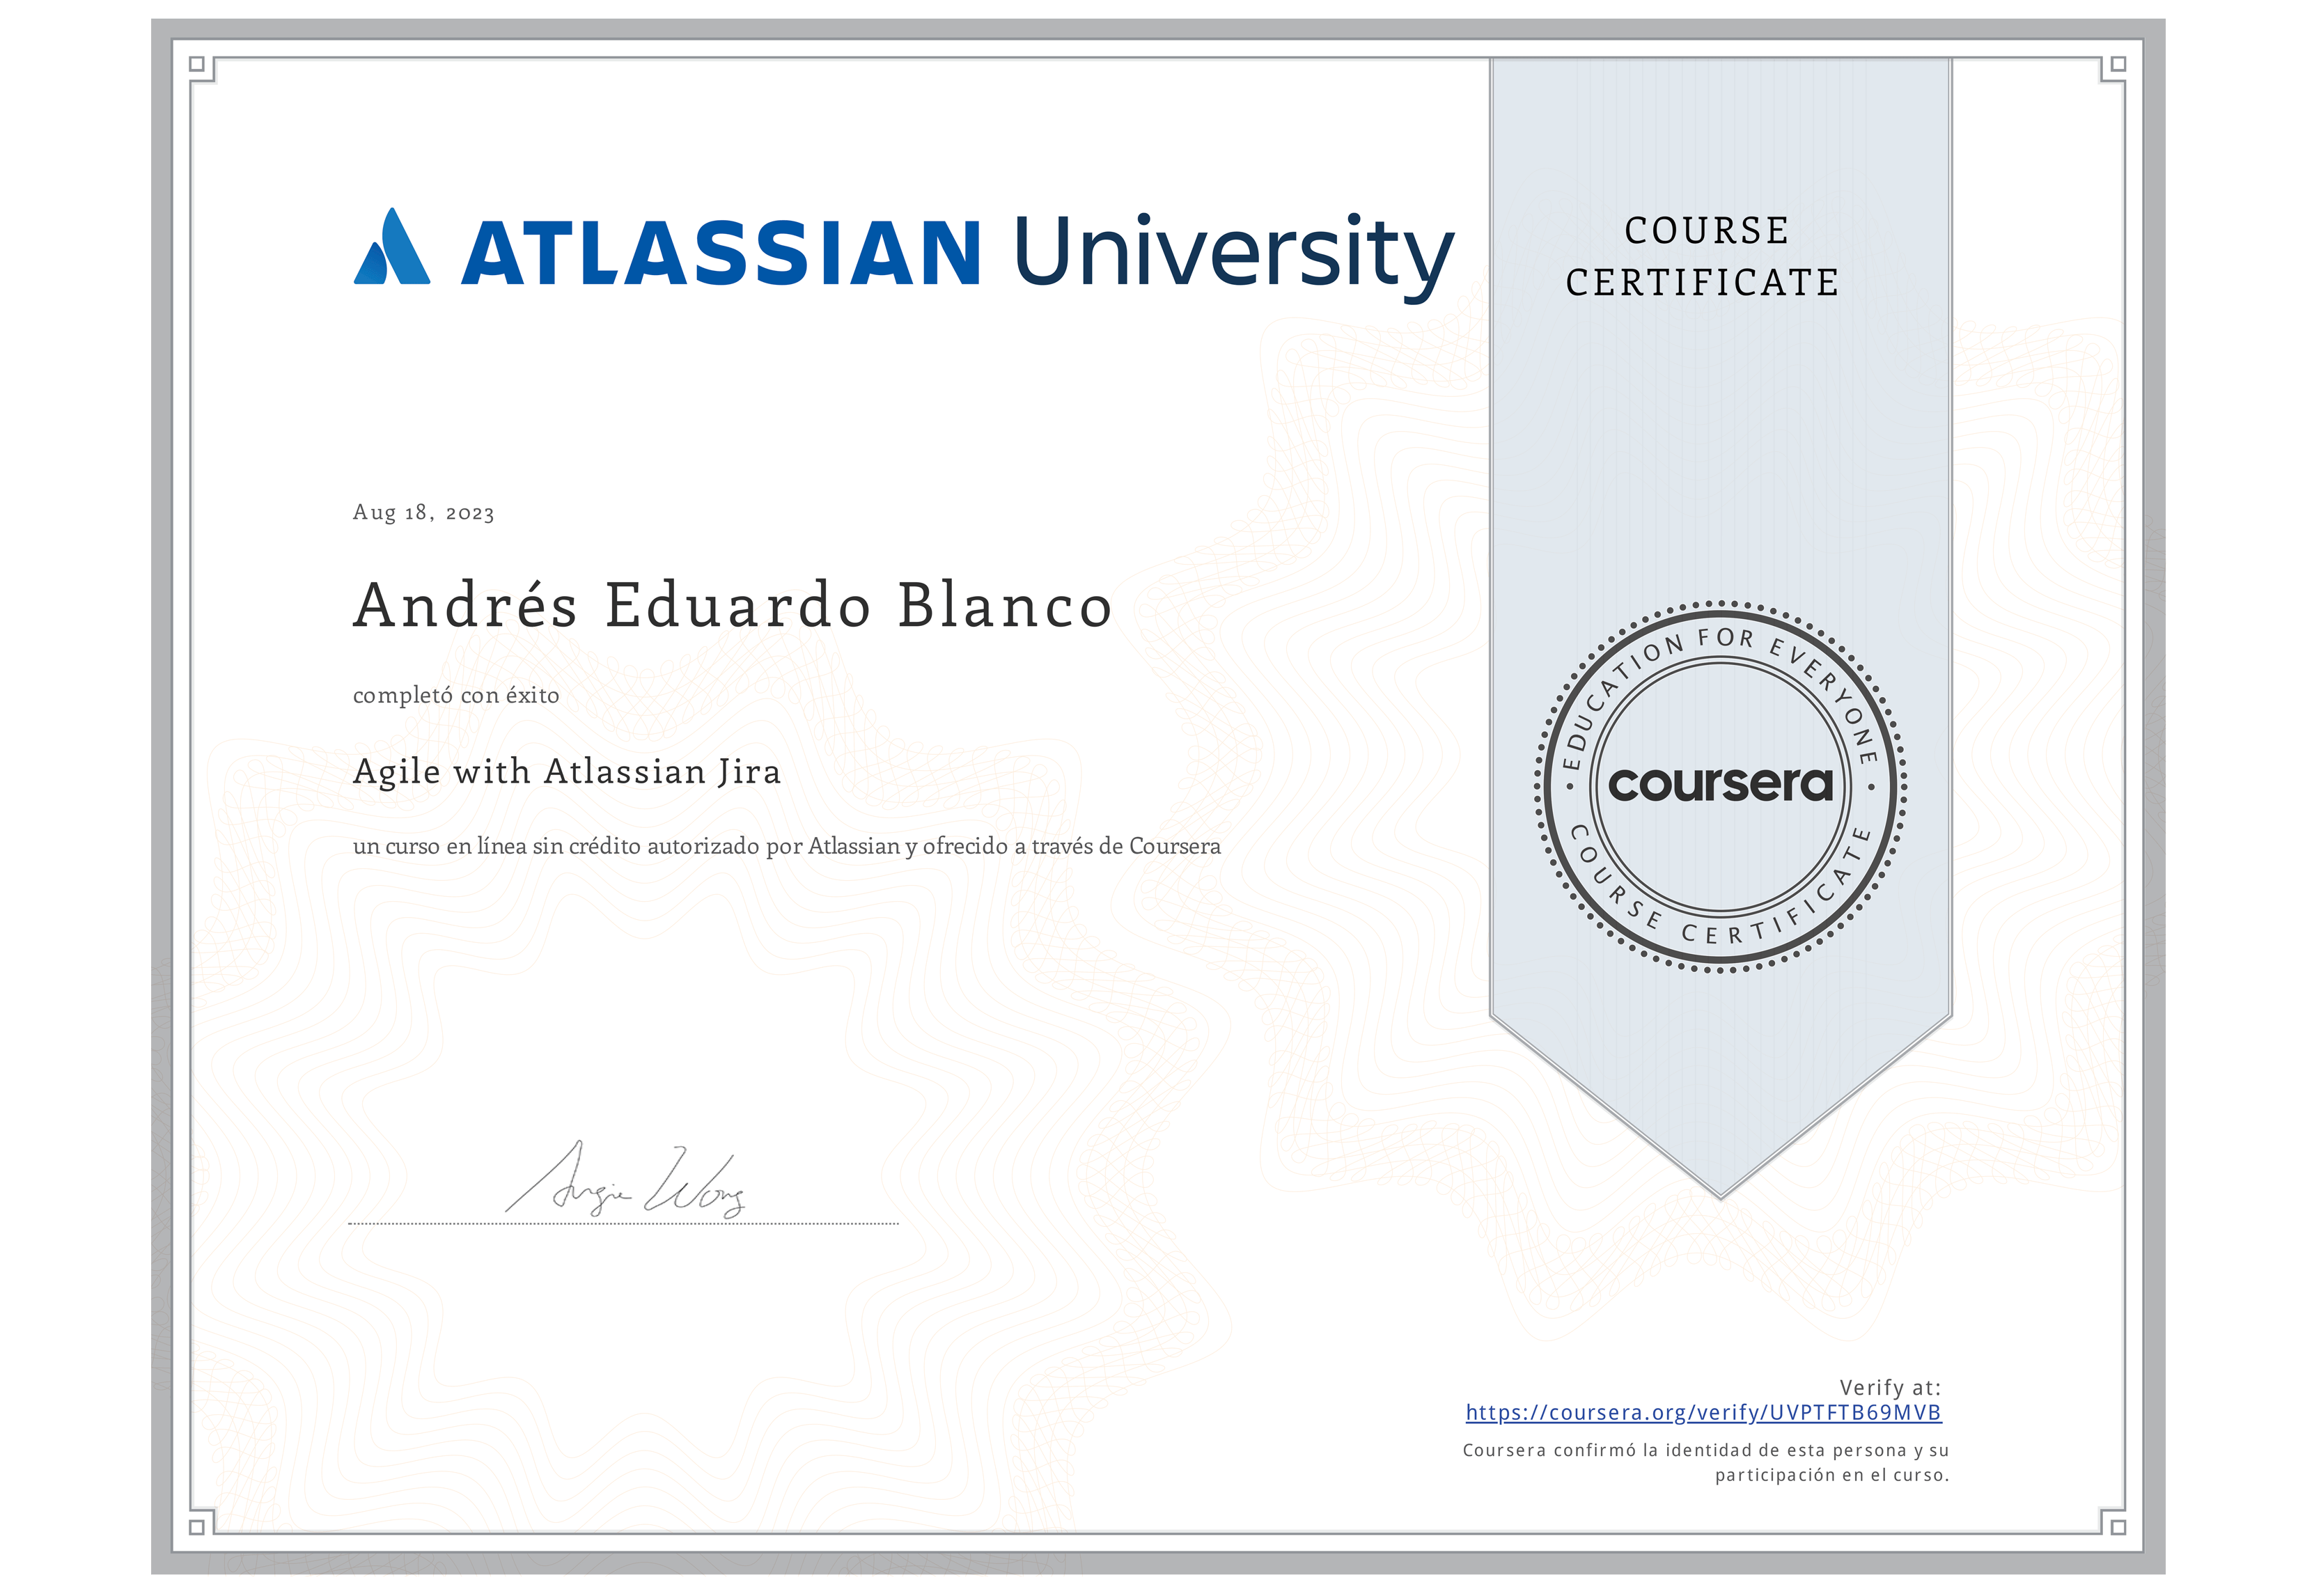 ATLASSIAN University
COURSE
CERTIFICATE
Aug 18, 2023
Andrés Eduardo Blanco
completó con éxito
Agile with Atlassian Jira
un curso en línea sin crédito autorizado por Atlassian y ofrecido a través de Coursera
EDUCATION FOR EVERYONE
coursera
COURSE CERTIFICATE
Angie Wong
Verify at:
https://coursera.org/verify/UVPTFTB69MVB
Coursera confirmó la identidad de esta persona y su
participación en el curso.